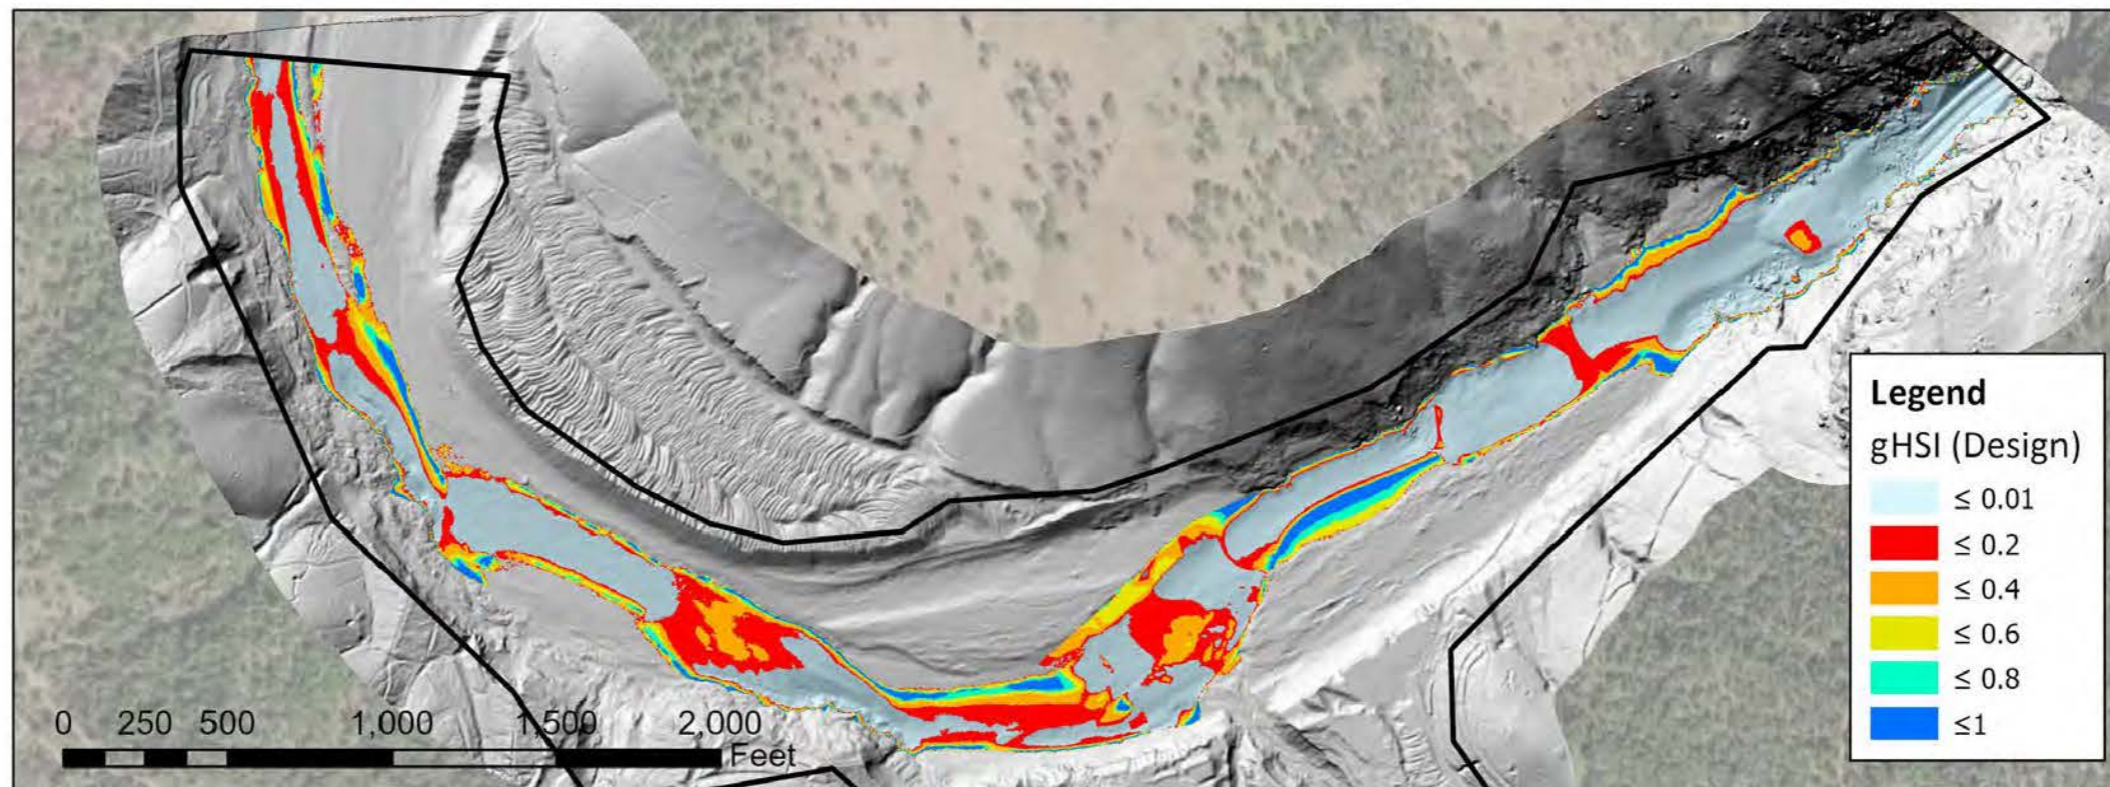 Legend
gHSI (Design)
≤ 0.01
≤ 0.2
≤ 0.4
≤ 0.6
≤ 0.8
≤1
0 250 500 1,000 1,500 2,000
Feet